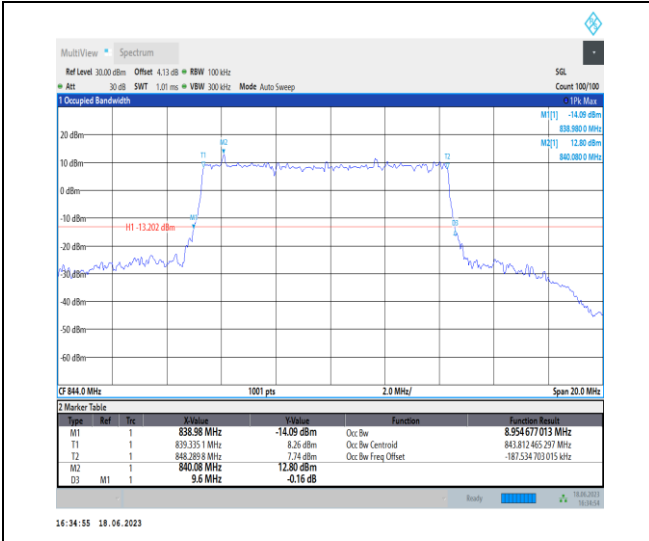 MultiView Spectrum
Ref Level 30.00 dBm Offset 4.13 dB RBW 100 kHz SGL
Att 30 dB SWT 1.01 ms VBW 300 kHz Mode Auto Sweep Count 100/100
1 Occupied Bandwidth 1Pk Max
M1[1] -14.09 dBm
838.980 0 MHz
M2[1] 12.80 dBm
840.080 0 MHz
20 dBm
M2
T1 T2
10 dBm
0 dBm
-10 dBm
M1 D3
H1 -13.202 dBm
-20 dBm
-30 dBm
-40 dBm
-50 dBm
-60 dBm
CF 844.0 MHz 1001 pts 2.0 MHz/ Span 20.0 MHz
2 Marker Table
Type Ref Trc X-Value Y-Value Function Function Result
M1 1 838.98 MHz -14.09 dBm Occ Bw 8.954 677 013 MHz
T1 1 839.335 1 MHz 8.26 dBm Occ Bw Centroid 843.812 465 297 MHz
T2 1 848.289 8 MHz 7.74 dBm Occ Bw Freq Offset -187.534 703 015 kHz
M2 1 840.08 MHz 12.80 dBm
D3 M1 1 9.6 MHz -0.16 dB
Ready 18.06.2023
16:34:54
16:34:55 18.06.2023